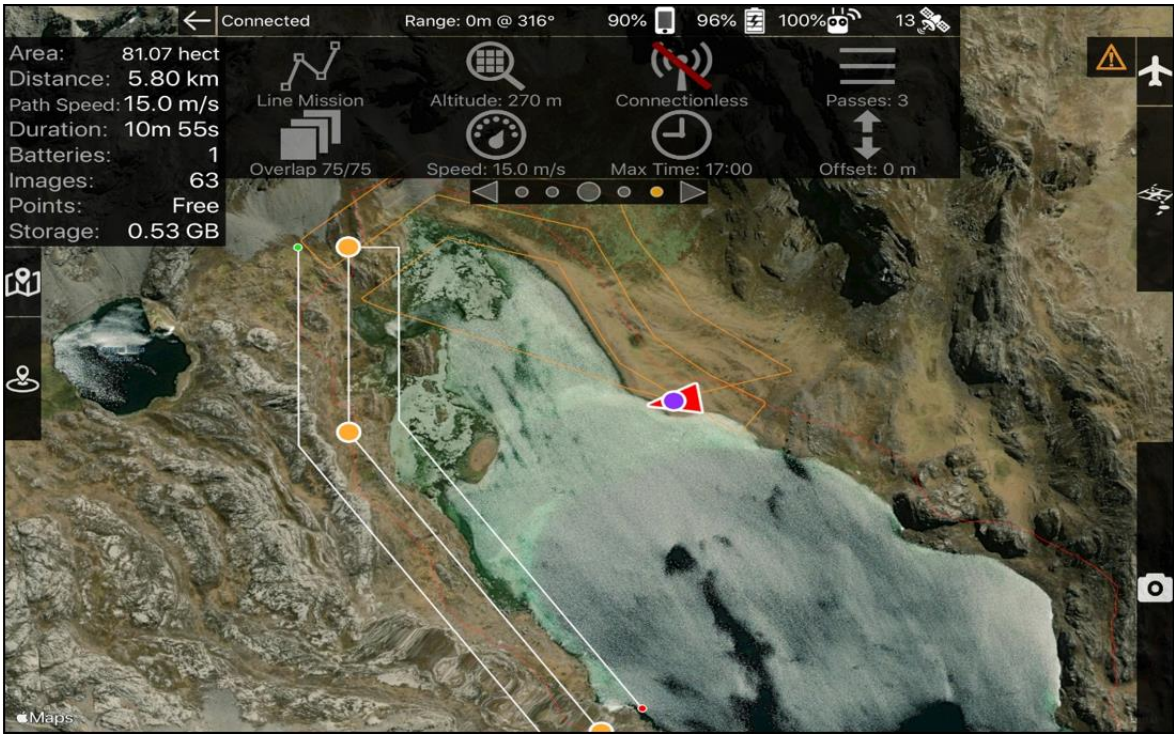 Connected Range: 0m @ 316° 90% 96% 100% 13
Area: 81.07 hect
Distance: 5.80 km
Path Speed: 15.0 m/s
Duration: 10m 55s
Batteries: 1
Images: 63
Points: Free
Storage: 0.53 GB
Line Mission Altitude: 270 m Connectionless Passes: 3
Overlap 75/75 Speed: 15.0 m/s Max Time: 17:00 Offset: 0 m
Maps